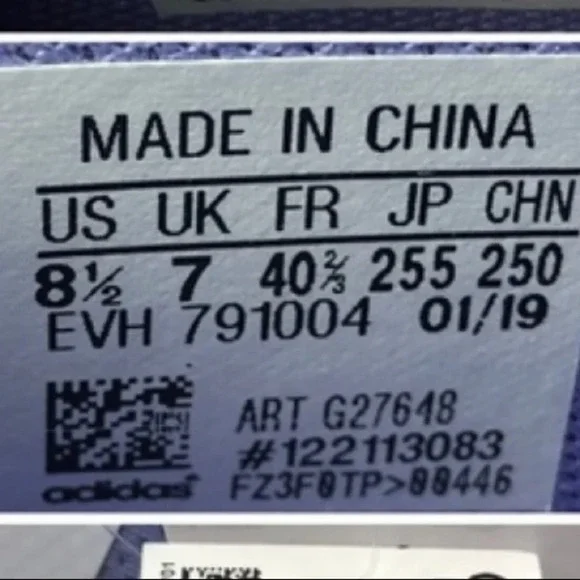 MADE IN CHINA
US UK FR JP CHN
8½ 7 40⅔ 255 250
EVH 791004 01/19
ART G27648
#122113083
adidas FZ3F0TP>00446